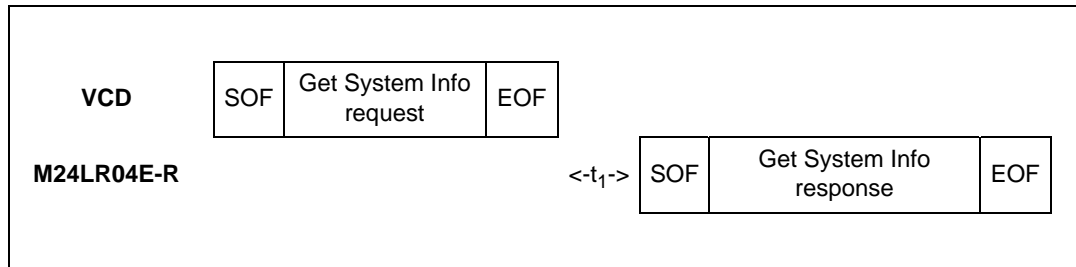 VCD SOF Get System Info request EOF
M24LR04E-R <-t1-> SOF Get System Info response EOF